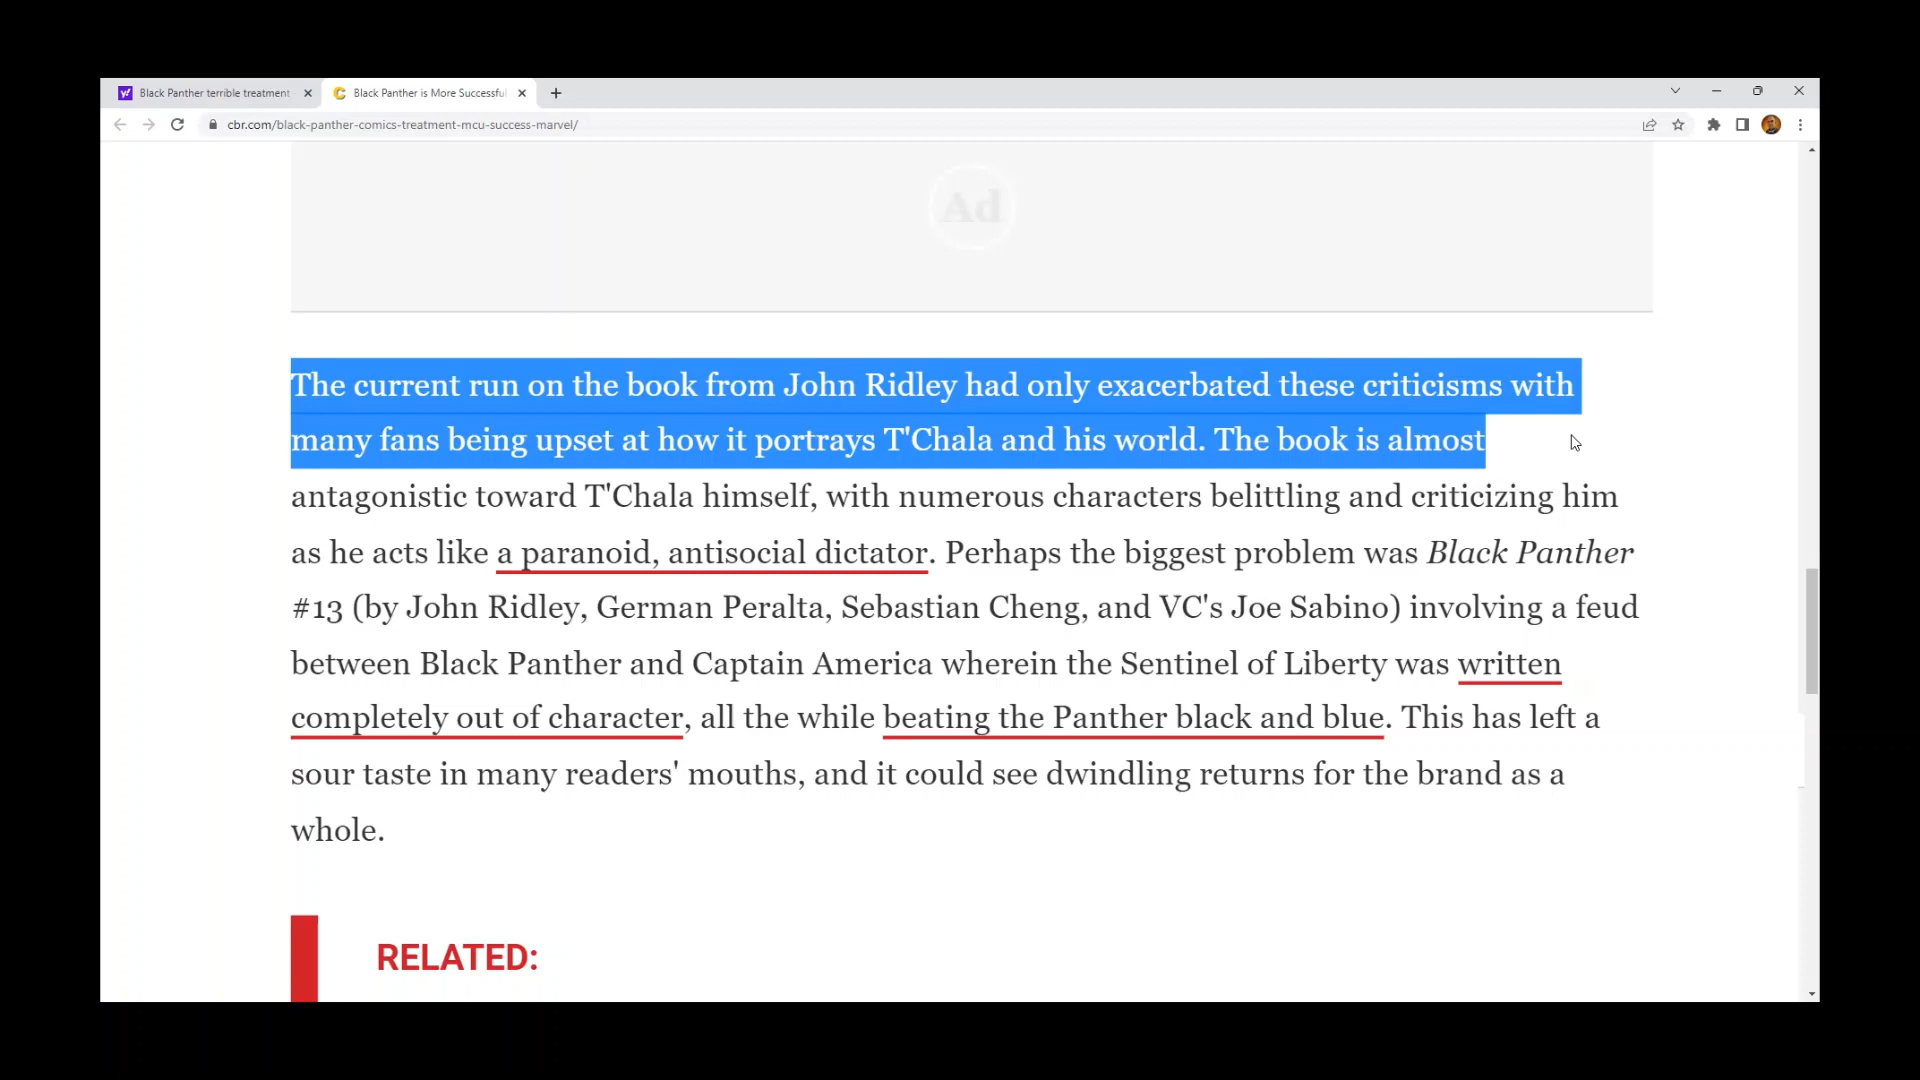 Black Panther terrible treatment
Black Panther is More Successful
cbr.com/black-panther-comics-treatment-mcu-success-marvel/
Ad
The current run on the book from John Ridley had only exacerbated these criticisms with
many fans being upset at how it portrays T'Chala and his world. The book is almost
antagonistic toward T'Chala himself, with numerous characters belittling and criticizing him
as he acts like a paranoid, antisocial dictator. Perhaps the biggest problem was Black Panther
#13 (by John Ridley, German Peralta, Sebastian Cheng, and VC's Joe Sabino) involving a feud
between Black Panther and Captain America wherein the Sentinel of Liberty was written
completely out of character, all the while beating the Panther black and blue. This has left a
sour taste in many readers' mouths, and it could see dwindling returns for the brand as a
whole.
RELATED: